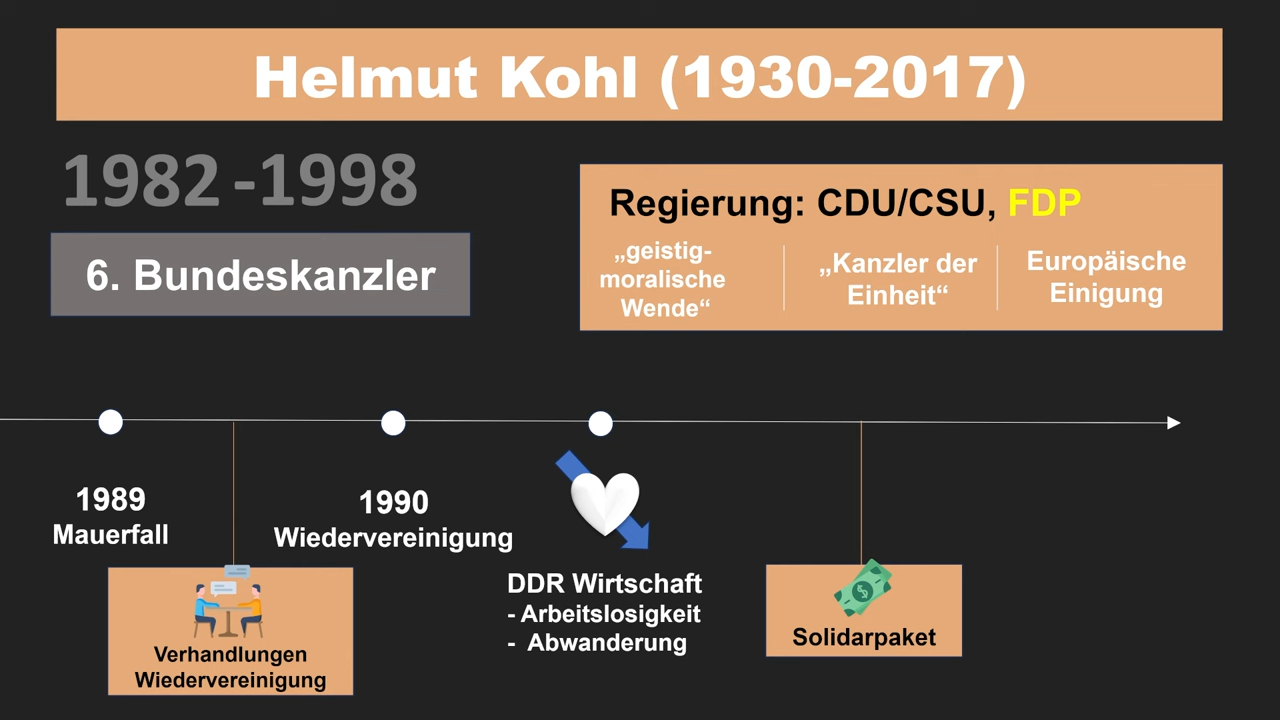 Helmut Kohl (1930-2017)
1982 -1998
6. Bundeskanzler
Regierung: CDU/CSU, FDP
„geistig-
moralische
Wende“
„Kanzler der
Einheit“
Europäische
Einigung
1989
Mauerfall
1990
Wiedervereinigung
DDR Wirtschaft
- Arbeitslosigkeit
- Abwanderung
Verhandlungen
Wiedervereinigung
$
Solidarpaket